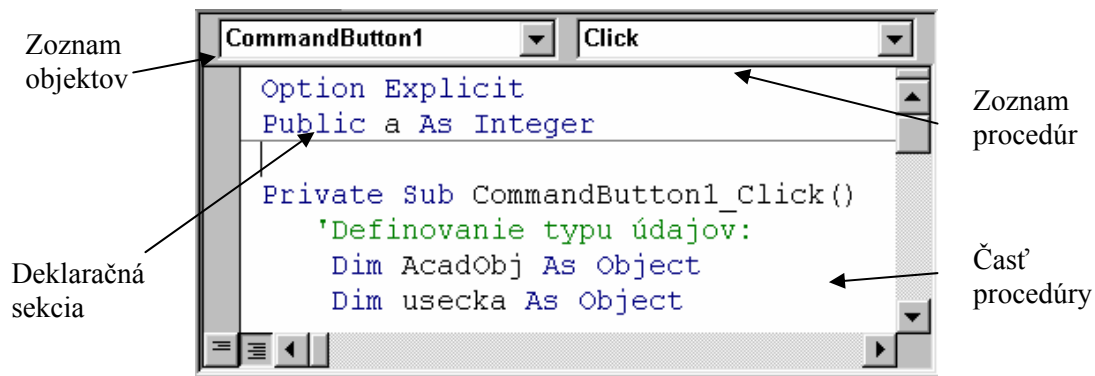 Zoznam
objektov
CommandButton1
Click
Option Explicit
Public a As Integer
Zoznam
procedúr
Private Sub CommandButton1_Click()
'Definovanie typu údajov:
Dim AcadObj As Object
Dim usecka As Object
Deklaračná
sekcia
Časť
procedúry